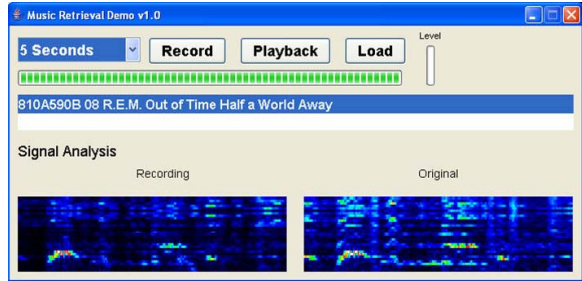 Music Retrieval Demo v1.0
Level
5 Seconds Record Playback Load
810A590B 08 R.E.M. Out of Time Half a World Away
Signal Analysis
Recording Original